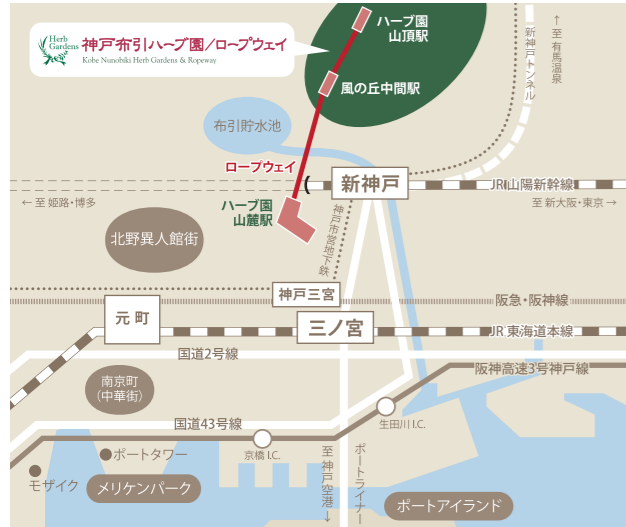 Herb
Gardens
神戸布引ハーブ園/ロープウェイ
Kobe Nunobiki Herb Gardens & Ropeway
ハーブ園
山頂駅
風の丘中間駅
新神戸トンネル
↑至有馬温泉
布引貯水池
ロープウェイ
新神戸
JR 山陽新幹線
← 至 姫路・博多
至 新大阪・東京 →
ハーブ園
山麓駅
神戸市営地下鉄
北野異人館街
神戸三宮
阪急・阪神線
元町
三ノ宮
JR 東海道本線
国道2号線
阪神高速3号神戸線
南京町
(中華街)
国道43号線
生田川 I.C.
京橋 I.C.
ポートタワー
モザイク
メリケンパーク
至 神戸空港↓
ポートライナー
ポートアイランド